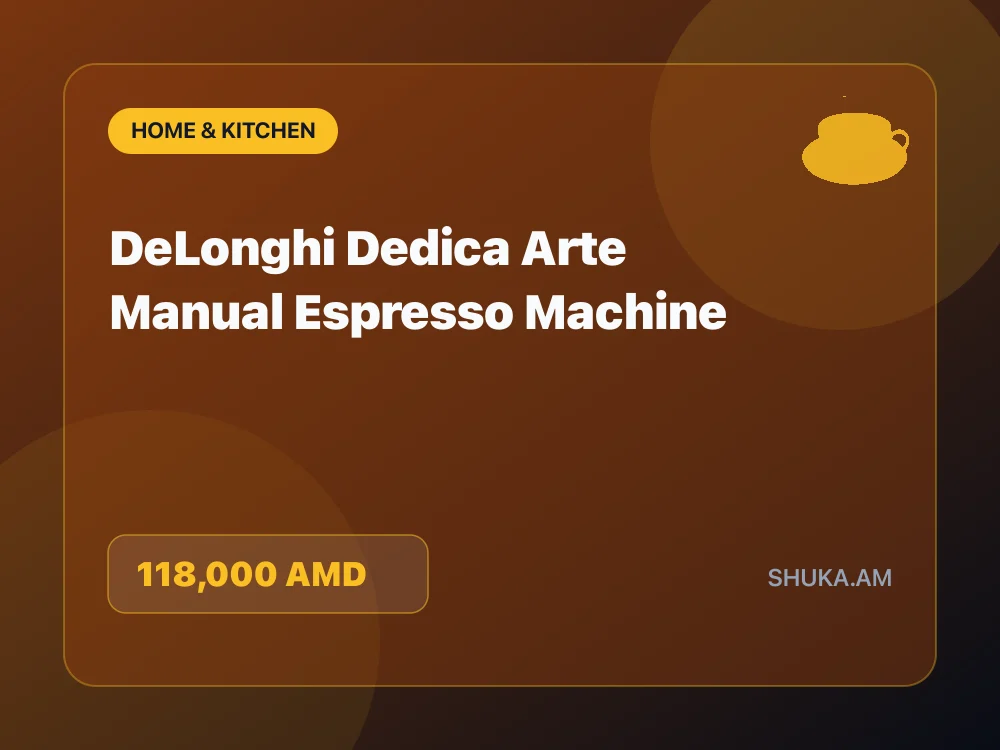 HOME & KITCHEN
DeLonghi Dedica Arte
Manual Espresso Machine
118,000 AMD
SHUKA.AM